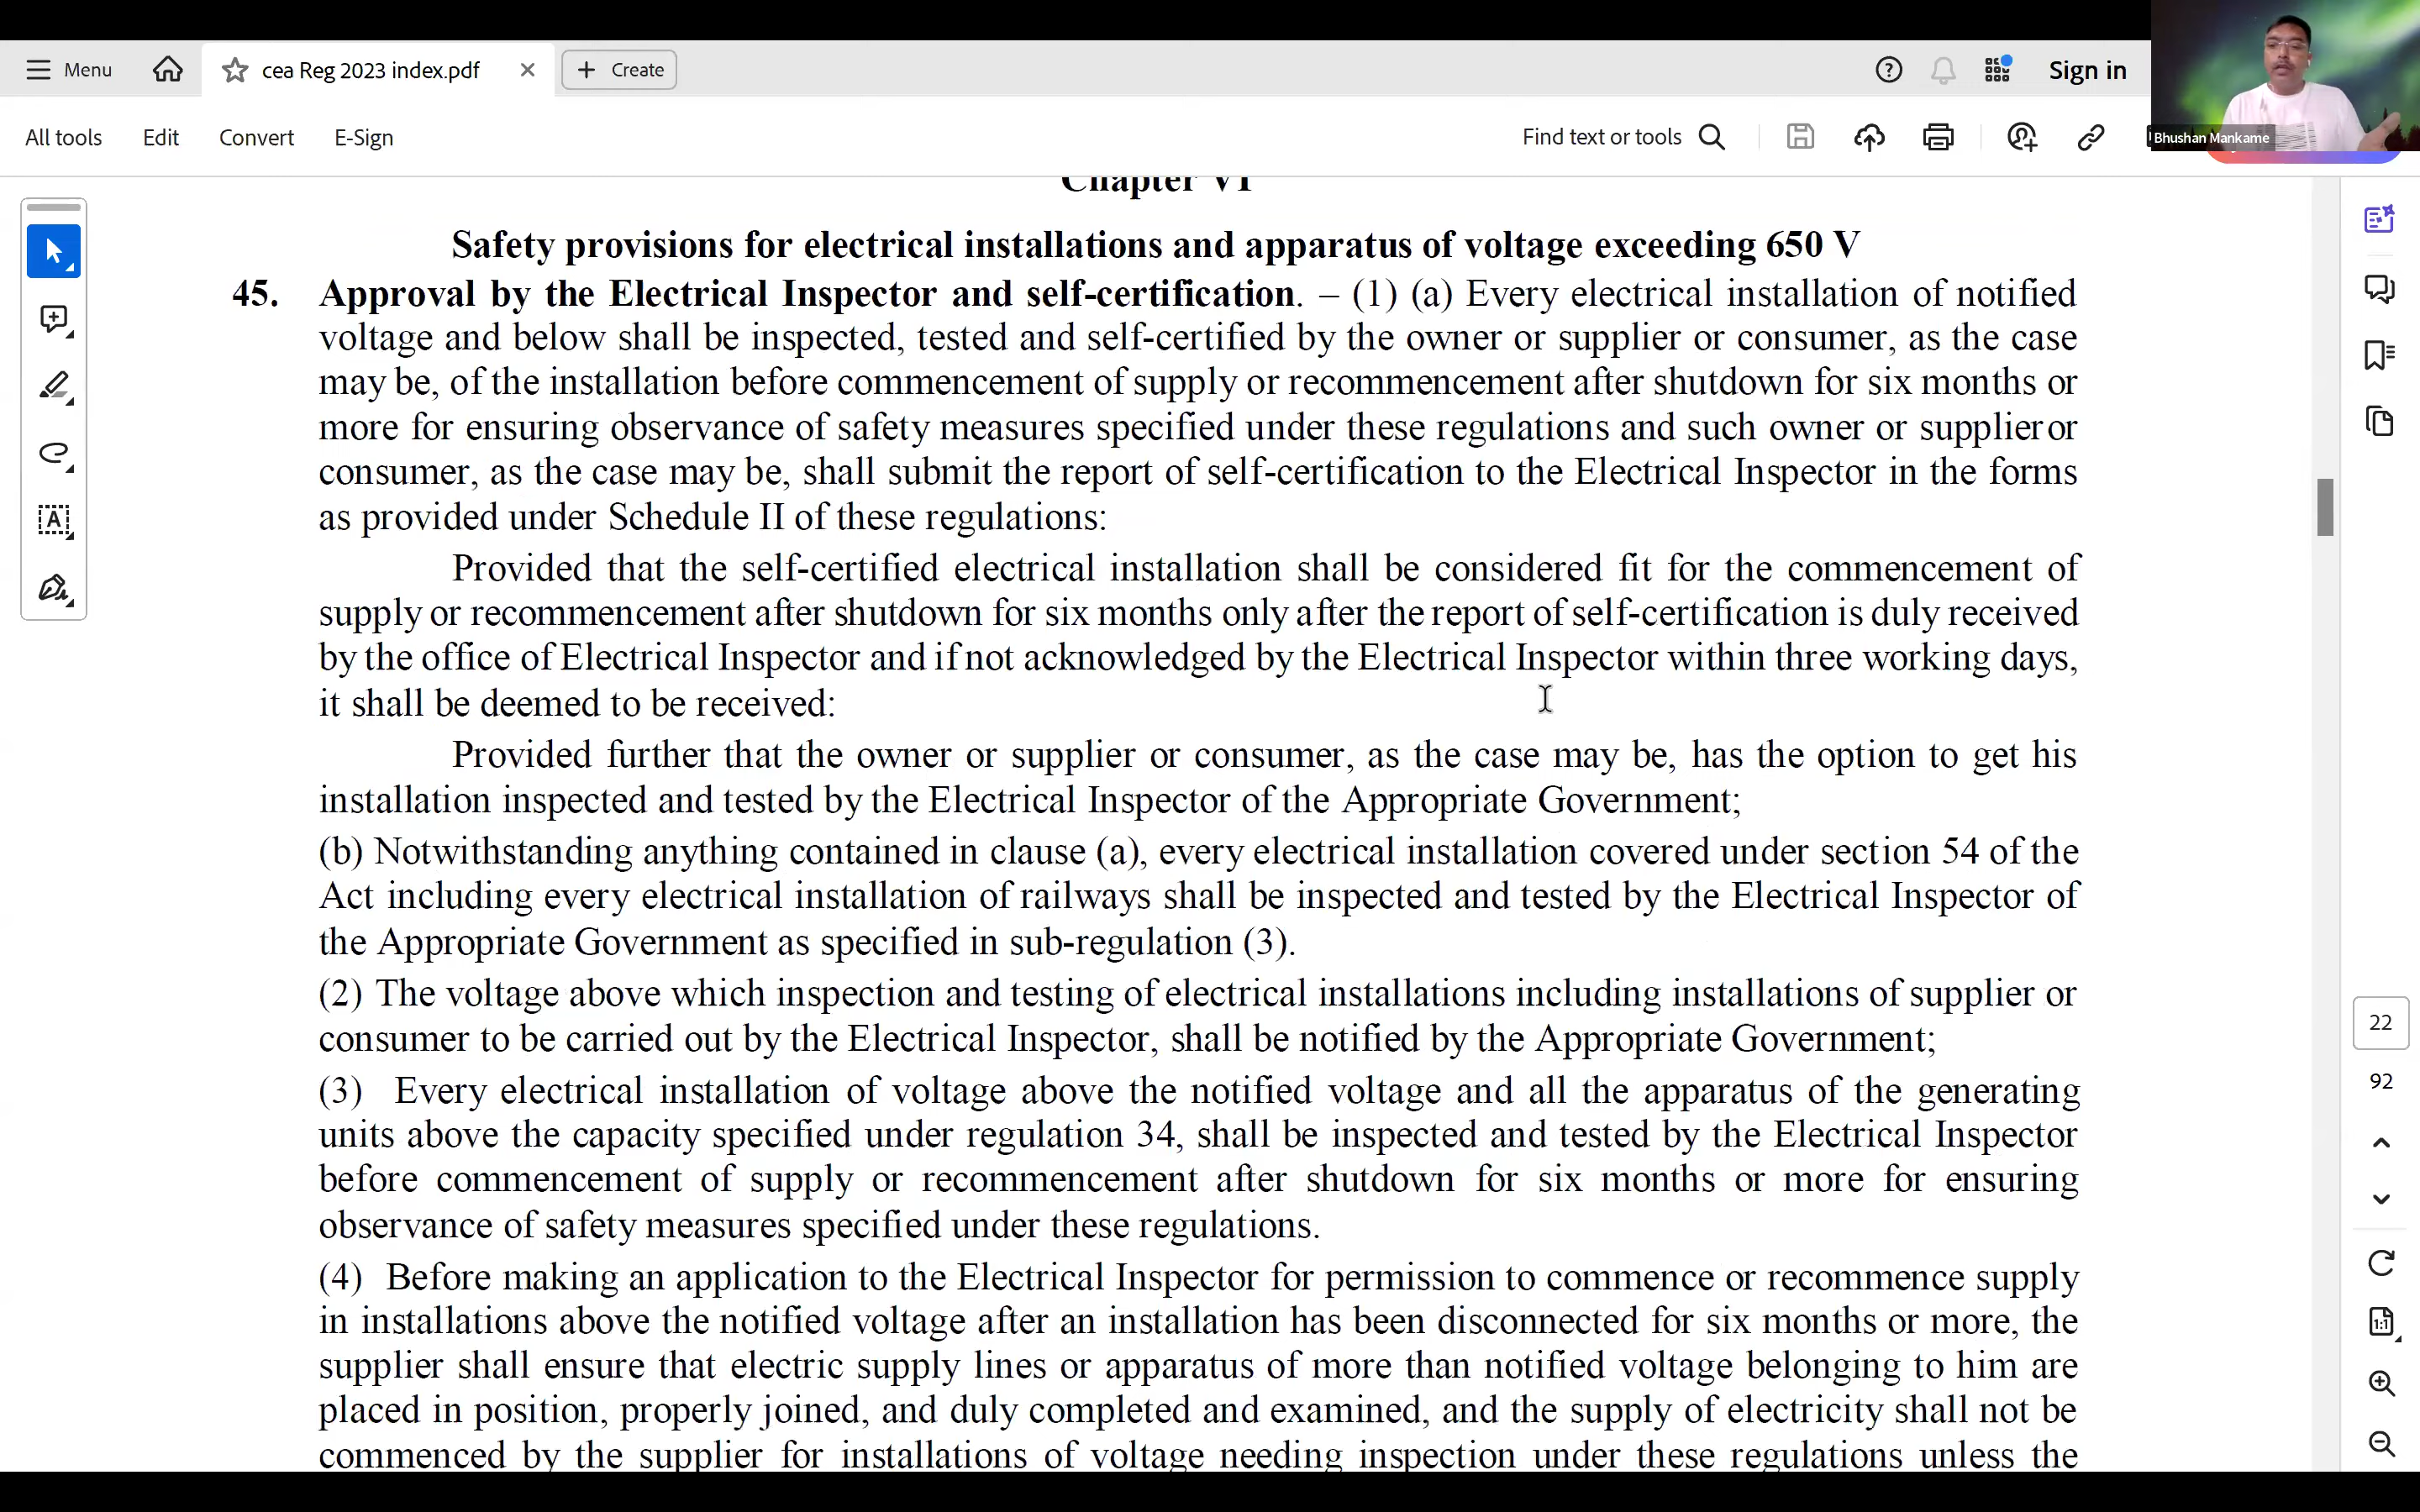 Menu
cea Reg 2023 index.pdf
Create
Sign in
All tools
Edit
Convert
E-Sign
Find text or tools
Bhushan Mankame
Chapter VI
Safety provisions for electrical installations and apparatus of voltage exceeding 650 V
45. Approval by the Electrical Inspector and self-certification. – (1) (a) Every electrical installation of notified
voltage and below shall be inspected, tested and self-certified by the owner or supplier or consumer, as the case
may be, of the installation before commencement of supply or recommencement after shutdown for six months or
more for ensuring observance of safety measures specified under these regulations and such owner or supplier or
consumer, as the case may be, shall submit the report of self-certification to the Electrical Inspector in the forms
as provided under Schedule II of these regulations:
Provided that the self-certified electrical installation shall be considered fit for the commencement of
supply or recommencement after shutdown for six months only after the report of self-certification is duly received
by the office of Electrical Inspector and if not acknowledged by the Electrical Inspector within three working days,
it shall be deemed to be received:
Provided further that the owner or supplier or consumer, as the case may be, has the option to get his
installation inspected and tested by the Electrical Inspector of the Appropriate Government;
(b) Notwithstanding anything contained in clause (a), every electrical installation covered under section 54 of the
Act including every electrical installation of railways shall be inspected and tested by the Electrical Inspector of
the Appropriate Government as specified in sub-regulation (3).
(2) The voltage above which inspection and testing of electrical installations including installations of supplier or
consumer to be carried out by the Electrical Inspector, shall be notified by the Appropriate Government;
(3) Every electrical installation of voltage above the notified voltage and all the apparatus of the generating
units above the capacity specified under regulation 34, shall be inspected and tested by the Electrical Inspector
before commencement of supply or recommencement after shutdown for six months or more for ensuring
observance of safety measures specified under these regulations.
(4) Before making an application to the Electrical Inspector for permission to commence or recommence supply
in installations above the notified voltage after an installation has been disconnected for six months or more, the
supplier shall ensure that electric supply lines or apparatus of more than notified voltage belonging to him are
placed in position, properly joined, and duly completed and examined, and the supply of electricity shall not be
commenced by the supplier for installations of voltage needing inspection under these regulations unless the
22
92
1:1